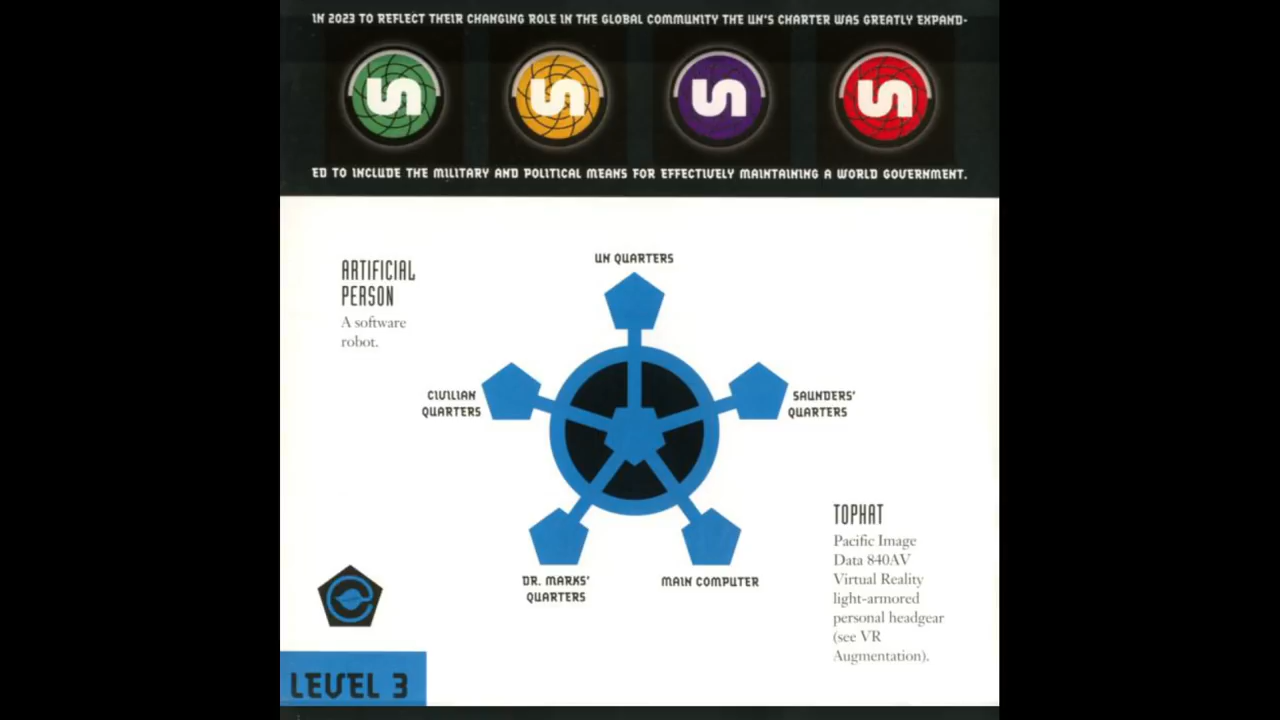 IN 2023 TO REFLECT THEIR CHANGING ROLE IN THE GLOBAL COMMUNITY THE UN'S CHARTER WAS GREATLY EXPAND-
ED TO INCLUDE THE MILITARY AND POLITICAL MEANS FOR EFFECTIVELY MAINTAINING A WORLD GOVERNMENT.
ARTIFICIAL
PERSON
A software
robot.
UN QUARTERS
CIVILIAN
QUARTERS
SAUNDERS'
QUARTERS
DR. MARKS'
QUARTERS
MAIN COMPUTER
TOPHAT
Pacific Image
Data 840AV
Virtual Reality
light-armored
personal headgear
(see VR
Augmentation).
LEVEL 3